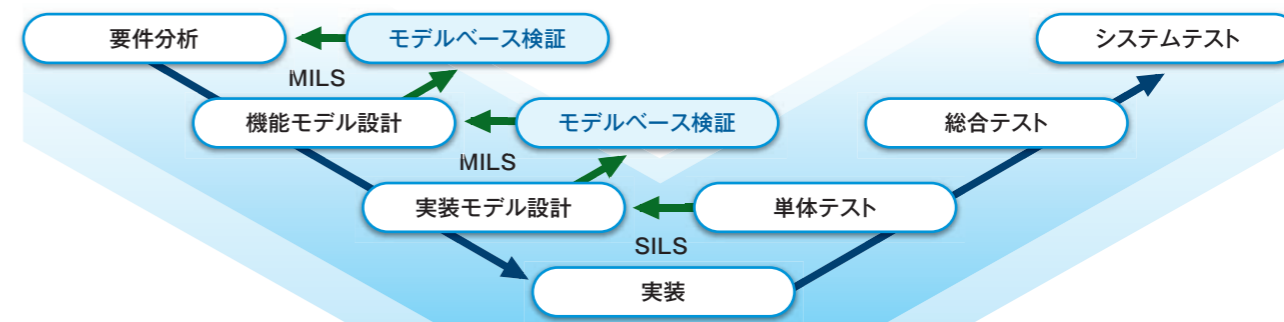 要件分析
モデルベース検証
システムテスト
MILS
機能モデル設計
モデルベース検証
総合テスト
MILS
実装モデル設計
単体テスト
SILS
実装